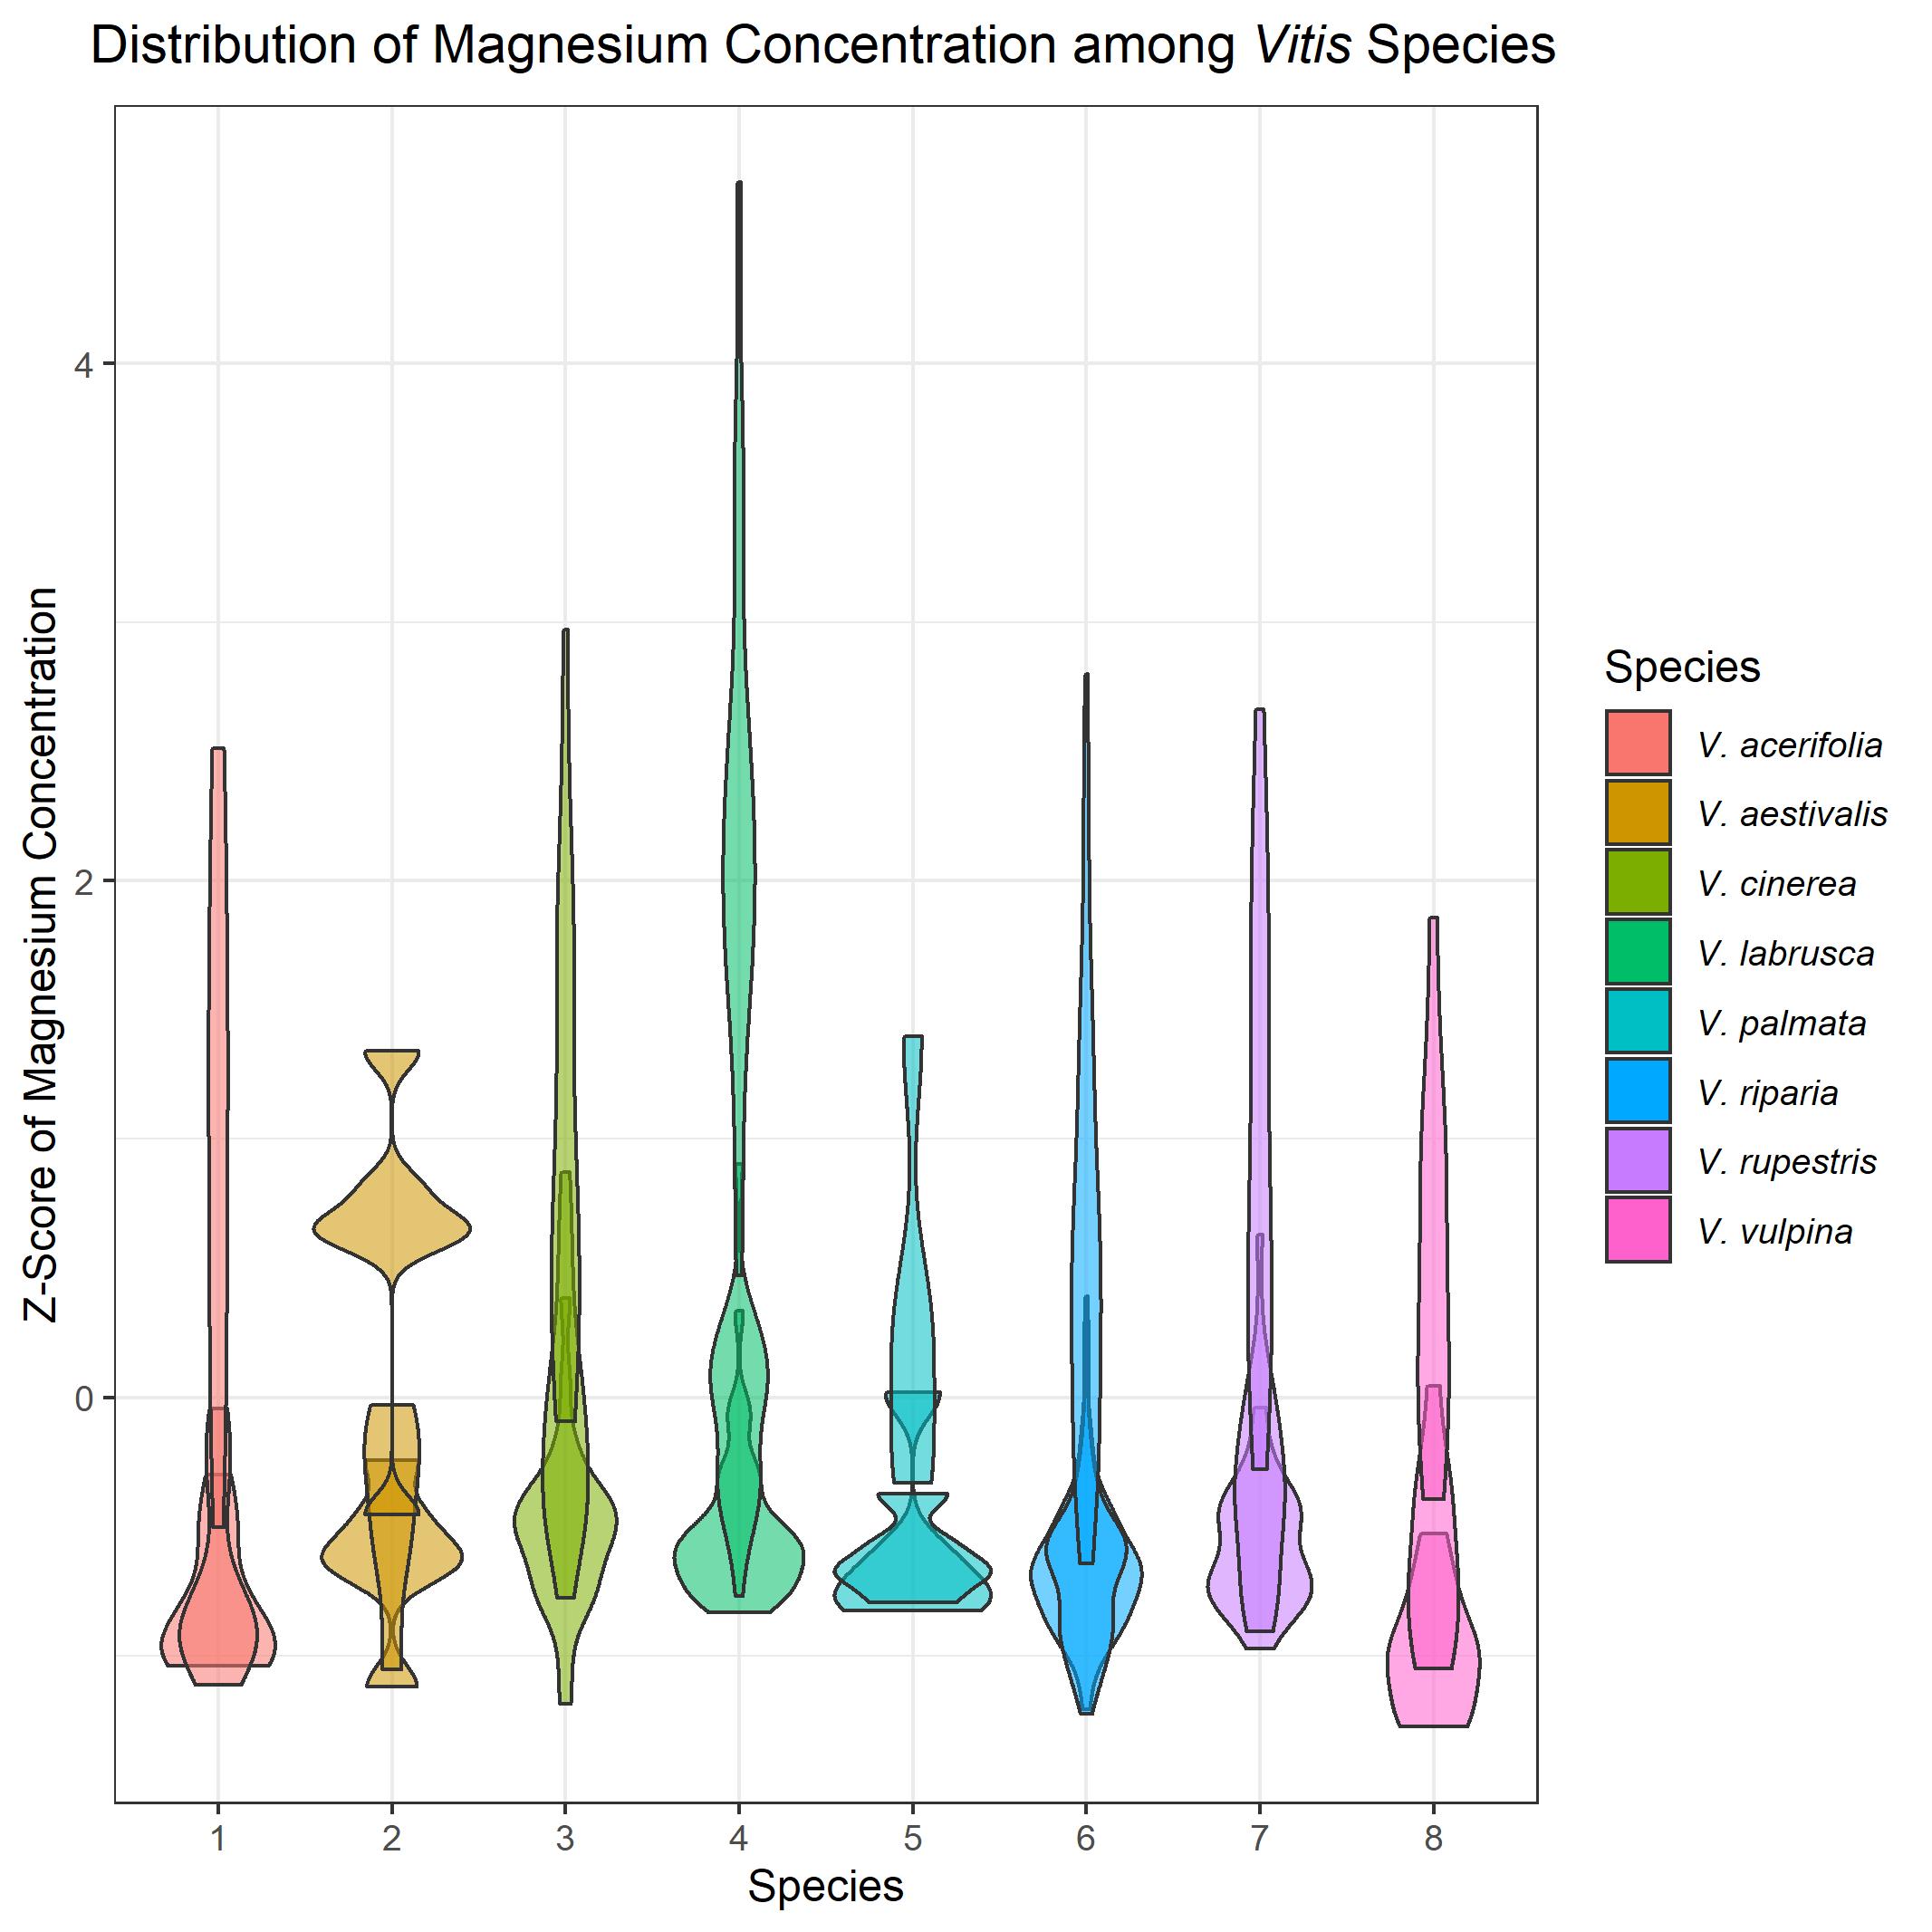 Distribution of Magnesium Concentration among Vitis Species
Z-Score of Magnesium Concentration
4
2
0
1 2 3 4 5 6 7 8
Species
Species
V. acerifolia
V. aestivalis
V. cinerea
V. labrusca
V. palmata
V. riparia
V. rupestris
V. vulpina